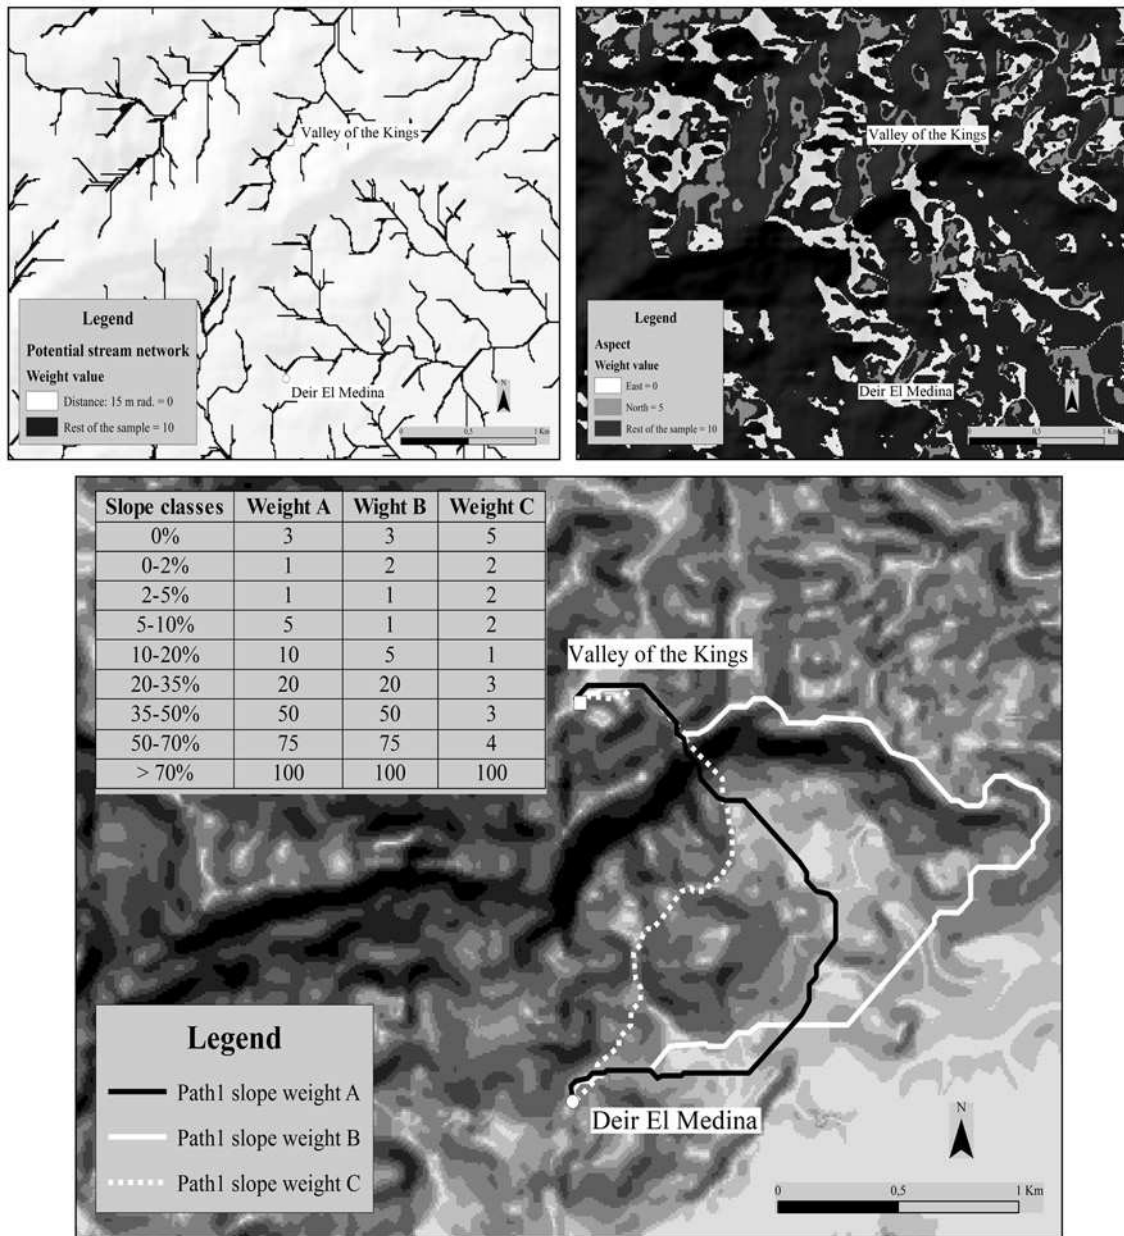 Valley of the Kings
Legend
Potential stream network
Weight value
Distance: 15 m rad. = 0
Rest of the sample = 10
Deir El Medina
N
0,5 1 Km
Valley of the Kings
Legend
Aspect
Weight value
East = 0
North = 5
Rest of the sample = 10
Deir El Medina
N
0,5 1 Km
Slope classes Weight A Wight B Weight C
0% 3 3 5
0-2% 1 2 2
2-5% 1 1 2
5-10% 5 1 2
10-20% 10 5 1
20-35% 20 20 3
35-50% 50 50 3
50-70% 75 75 4
> 70% 100 100 100
Valley of the Kings
Legend
Path1 slope weight A
Path1 slope weight B
Path1 slope weight C
Deir El Medina
N
0 0,5 1 Km